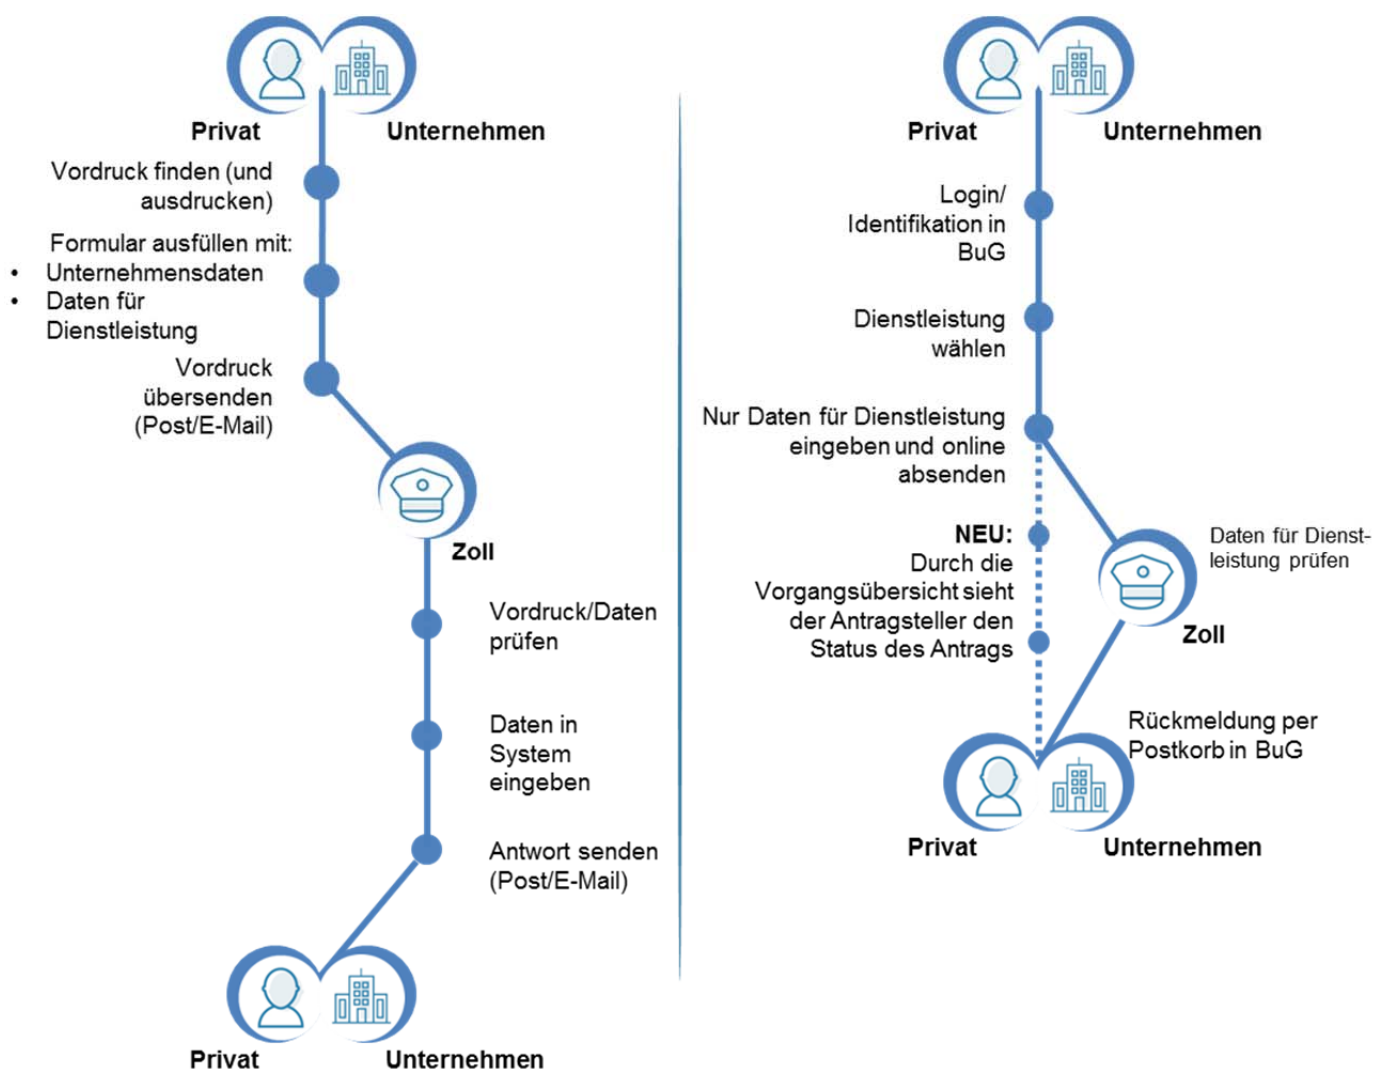 Privat
Unternehmen
Vordruck finden (und
ausdrucken)
Formular ausfüllen mit:
• Unternehmensdaten
• Daten für
Dienstleistung
Vordruck
übersenden
(Post/E-Mail)
Zoll
Vordruck/Daten
prüfen
Daten in
System
eingeben
Antwort senden
(Post/E-Mail)
Privat
Unternehmen
Privat
Unternehmen
Login/
Identifikation in
BuG
Dienstleistung
wählen
Nur Daten für Dienstleistung
eingeben und online
absenden
NEU:
Durch die
Vorgangsübersicht sieht
der Antragsteller den
Status des Antrags
Daten für Dienst-
leistung prüfen
Zoll
Rückmeldung per
Postkorb in BuG
Privat
Unternehmen